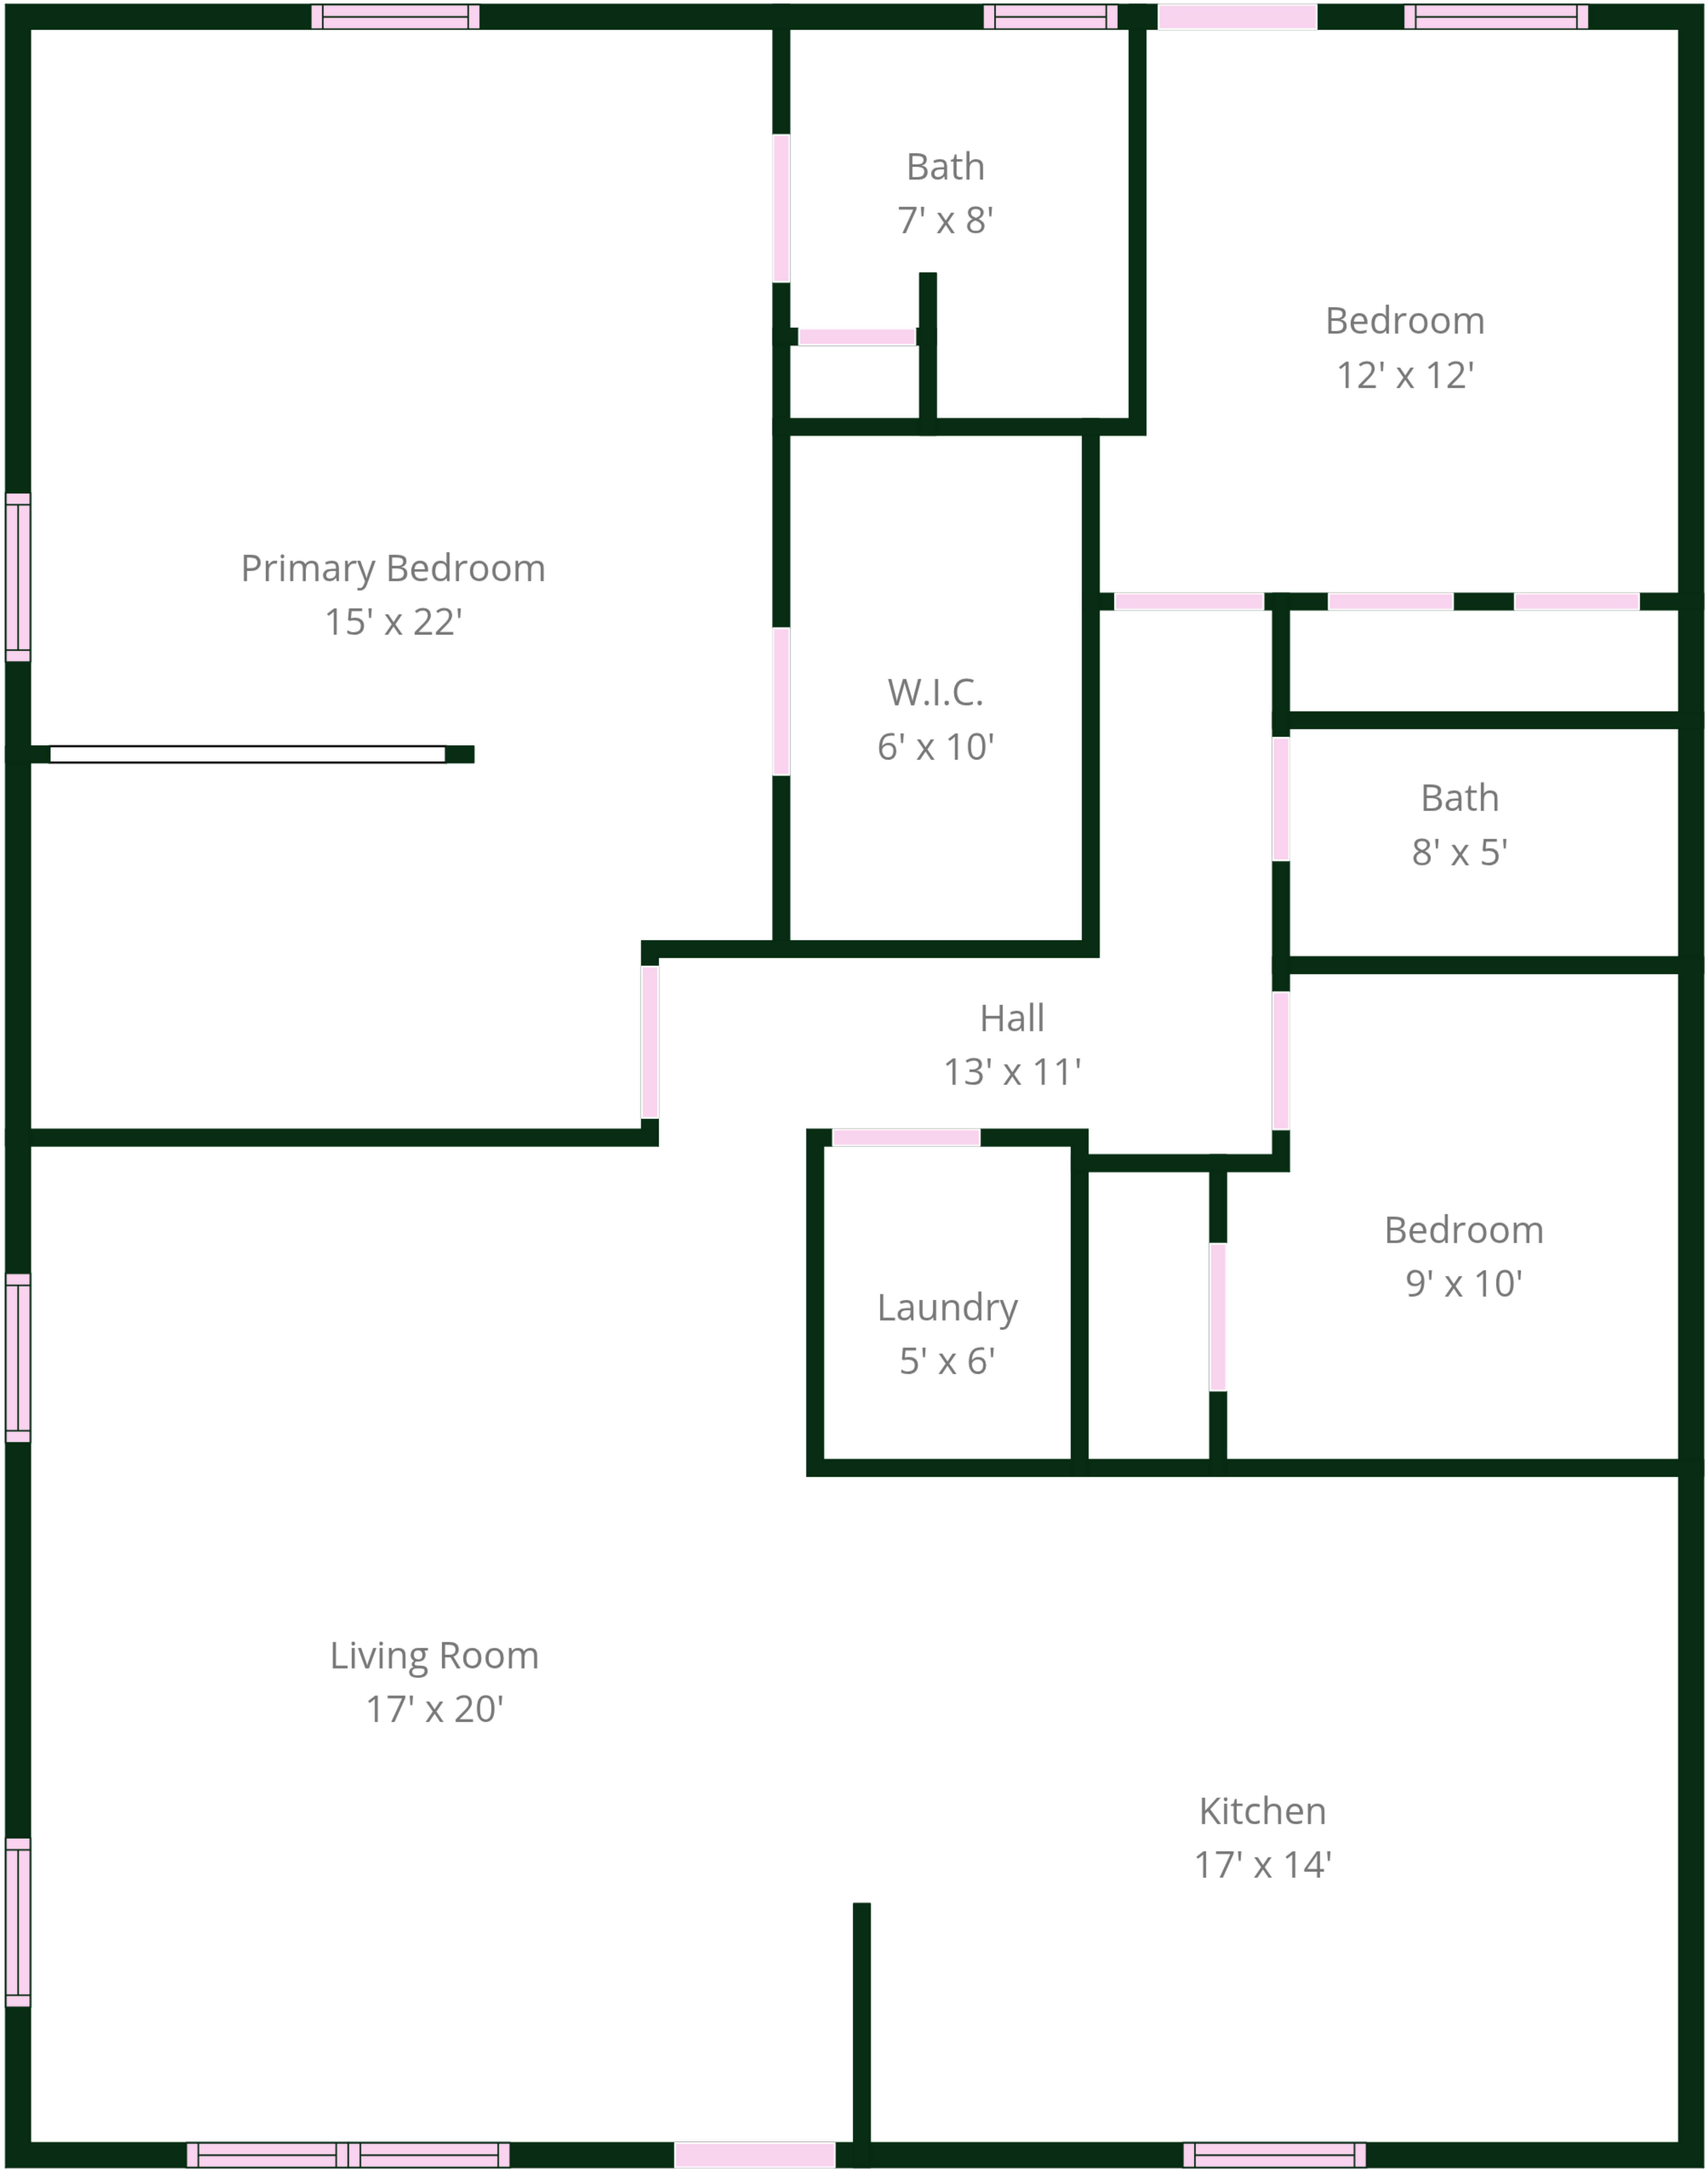 Bath
7' x 8'
Bedroom
12' x 12'
Primary Bedroom
15' x 22'
W.I.C.
6' x 10'
Bath
8' x 5'
Hall
13' x 11'
Bedroom
9' x 10'
Laundry
5' x 6'
Living Room
17' x 20'
Kitchen
17' x 14'